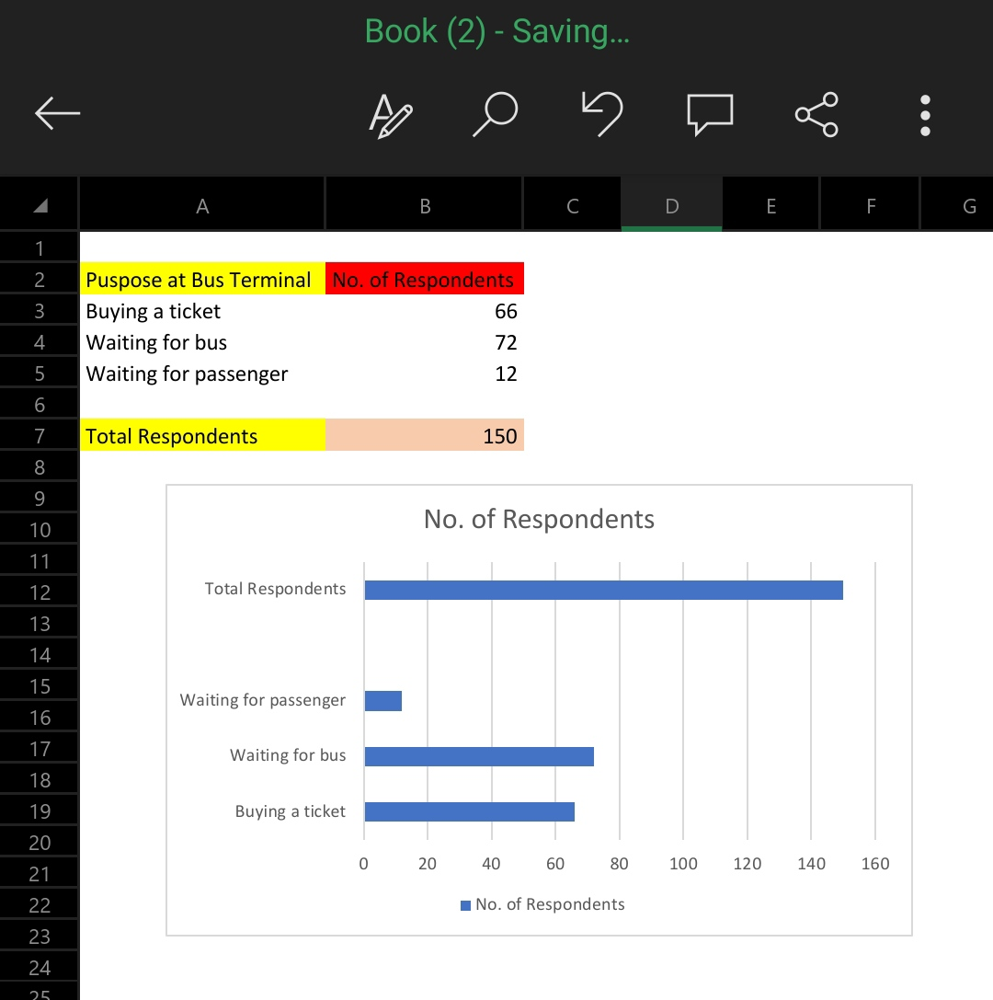 Book (2) - Saving...
A B C D E F G
1
2 Puspose at Bus Terminal No. of Respondents
3 Buying a ticket 66
4 Waiting for bus 72
5 Waiting for passenger 12
6
7 Total Respondents 150
8
9
10
11
12
13
14
15
16
17
18
19
20
21
22
23
24
25
No. of Respondents
Total Respondents
Waiting for passenger
Waiting for bus
Buying a ticket
0 20 40 60 80 100 120 140 160
No. of Respondents